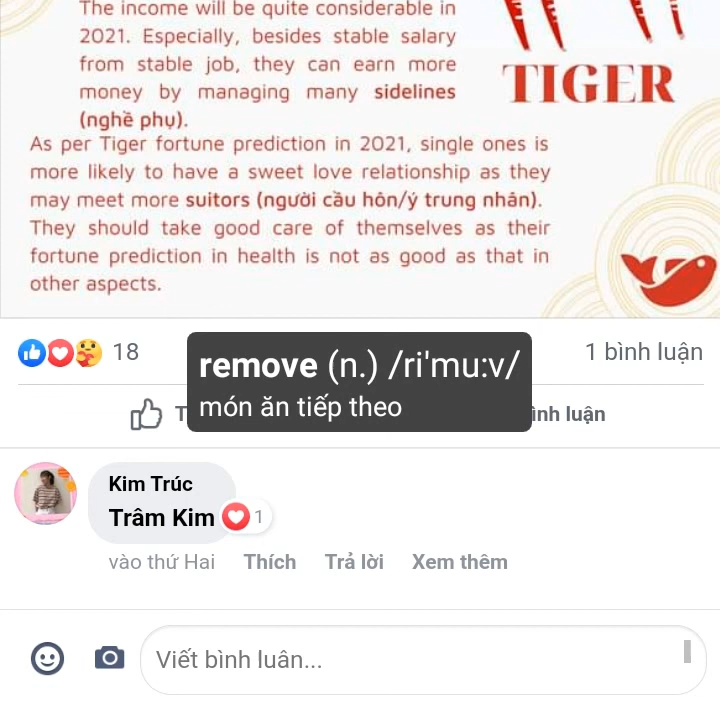 The income will be quite considerable in
2021. Especially, besides stable salary
from stable job, they can earn more
money by managing many sidelines
(nghề phụ).
TIGER
As per Tiger fortune prediction in 2021, single ones is
more likely to have a sweet love relationship as they
may meet more suitors (người cầu hôn/ý trung nhân).
They should take good care of themselves as their
fortune prediction in health is not as good as that in
other aspects.
18
1 bình luận
remove (n.) /ri'mu:v/
món ăn tiếp theo
T
ình luận
Kim Trúc
Trâm Kim
1
vào thứ Hai Thích Trả lời Xem thêm
Viết bình luận...